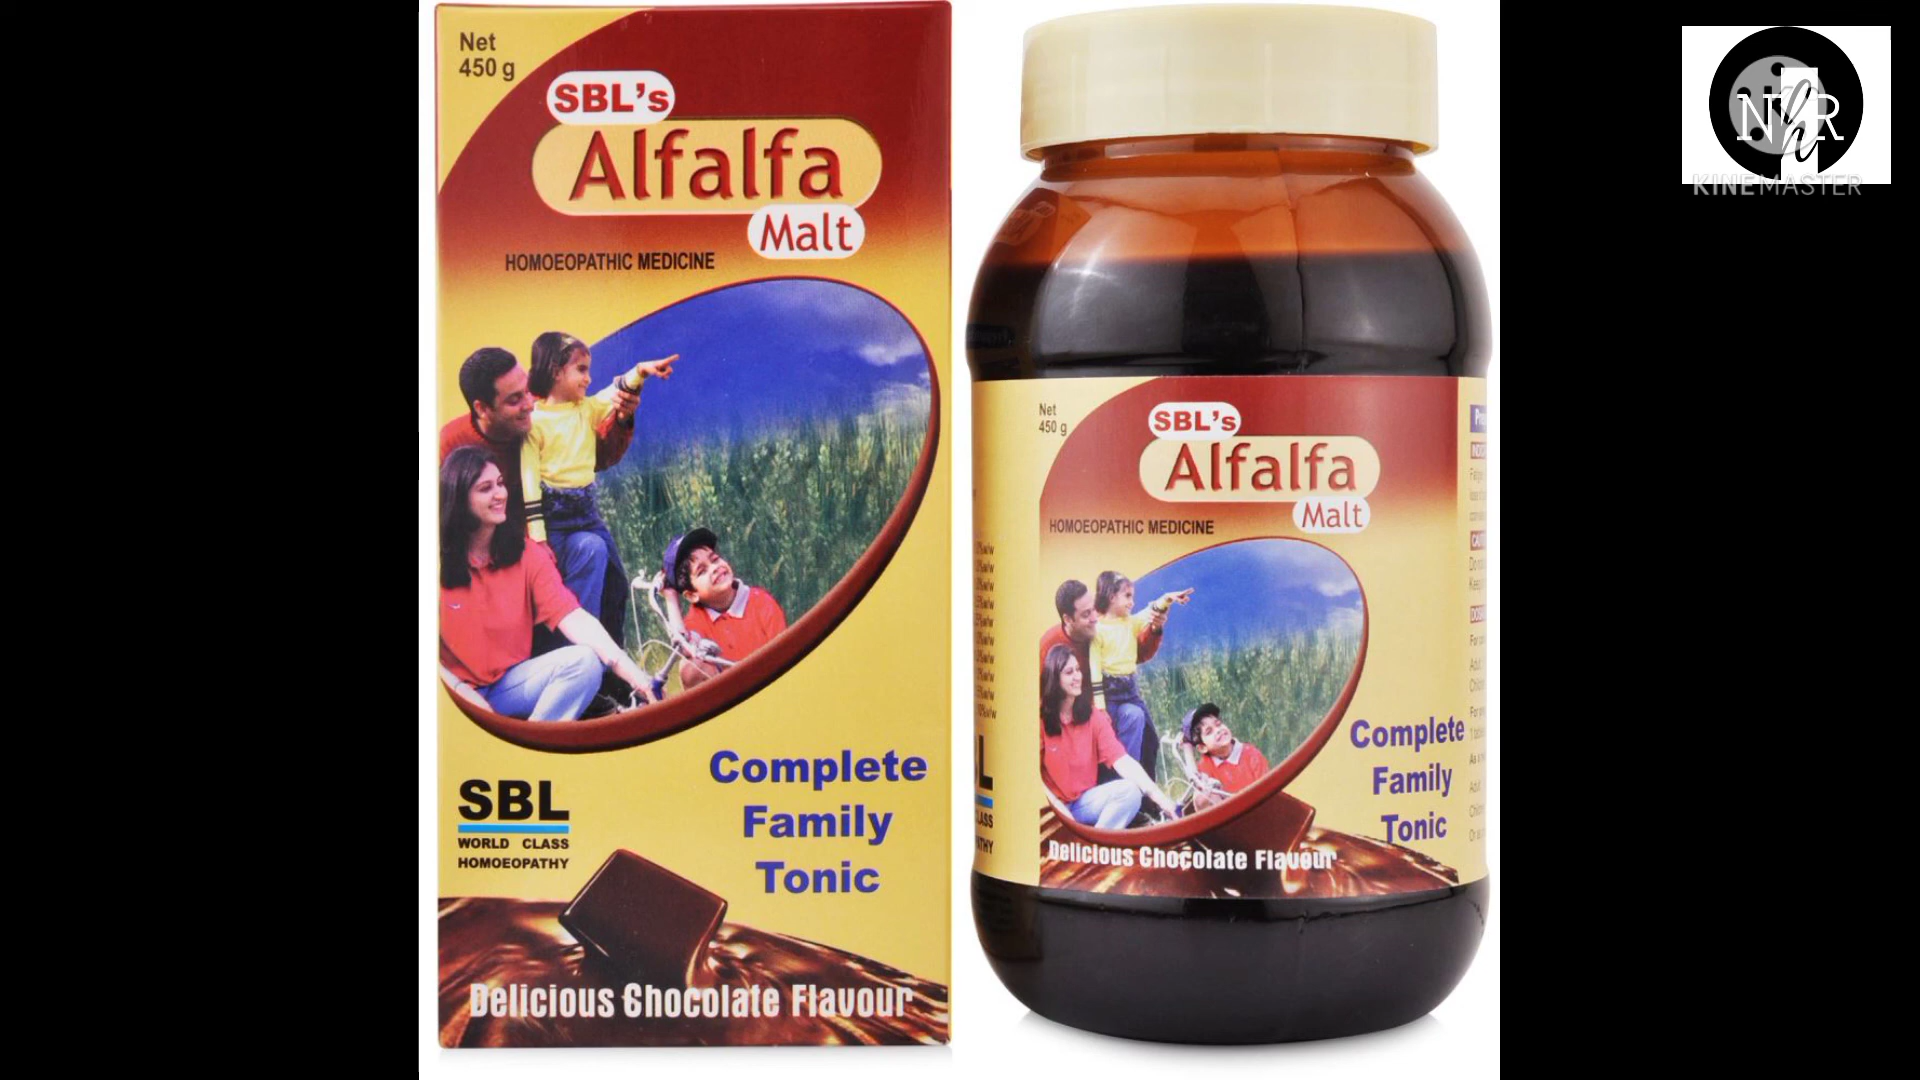 Net
450 g
SBL's
Alfalfa
Malt
HOMOEOPATHIC MEDICINE
SBL
WORLD CLASS
HOMOEOPATHY
Complete
Family
Tonic
Delicious Chocolate Flavour
Net
450 g
SBL's
Alfalfa
Malt
HOMOEOPATHIC MEDICINE
Complete
Family
Tonic
Delicious Chocolate Flavour
KINEMASTER